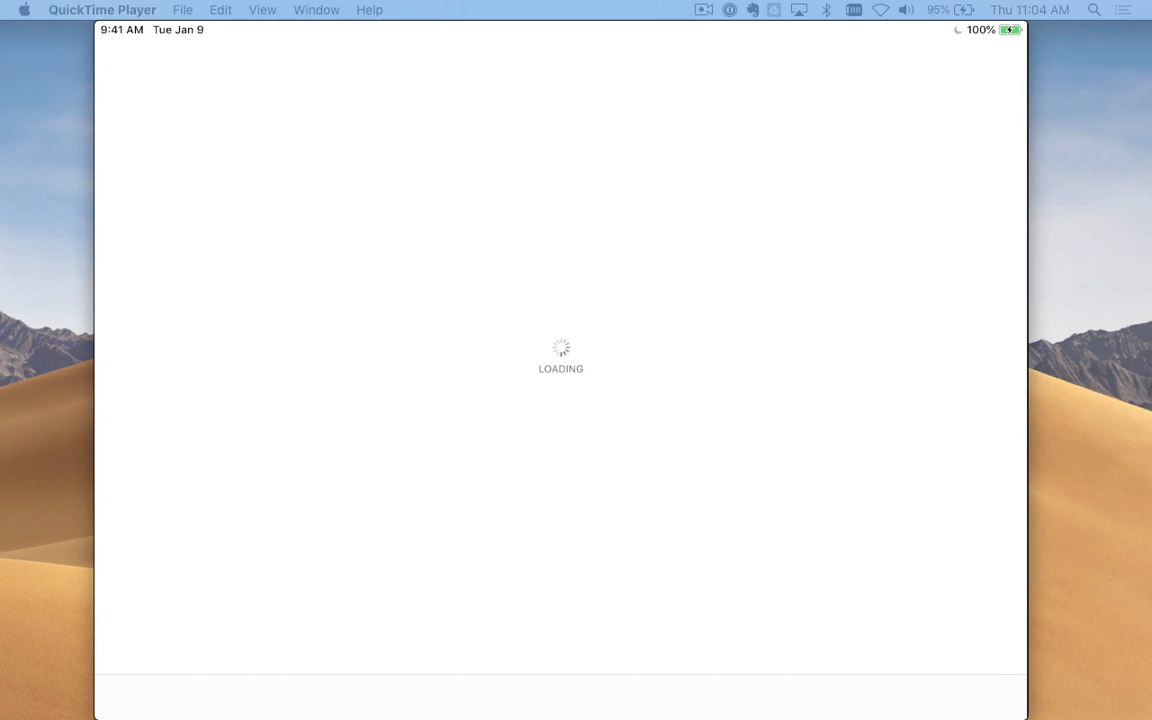 QuickTime Player File Edit View Window Help 95% Thu 11:04 AM
9:41 AM Tue Jan 9 100%
LOADING